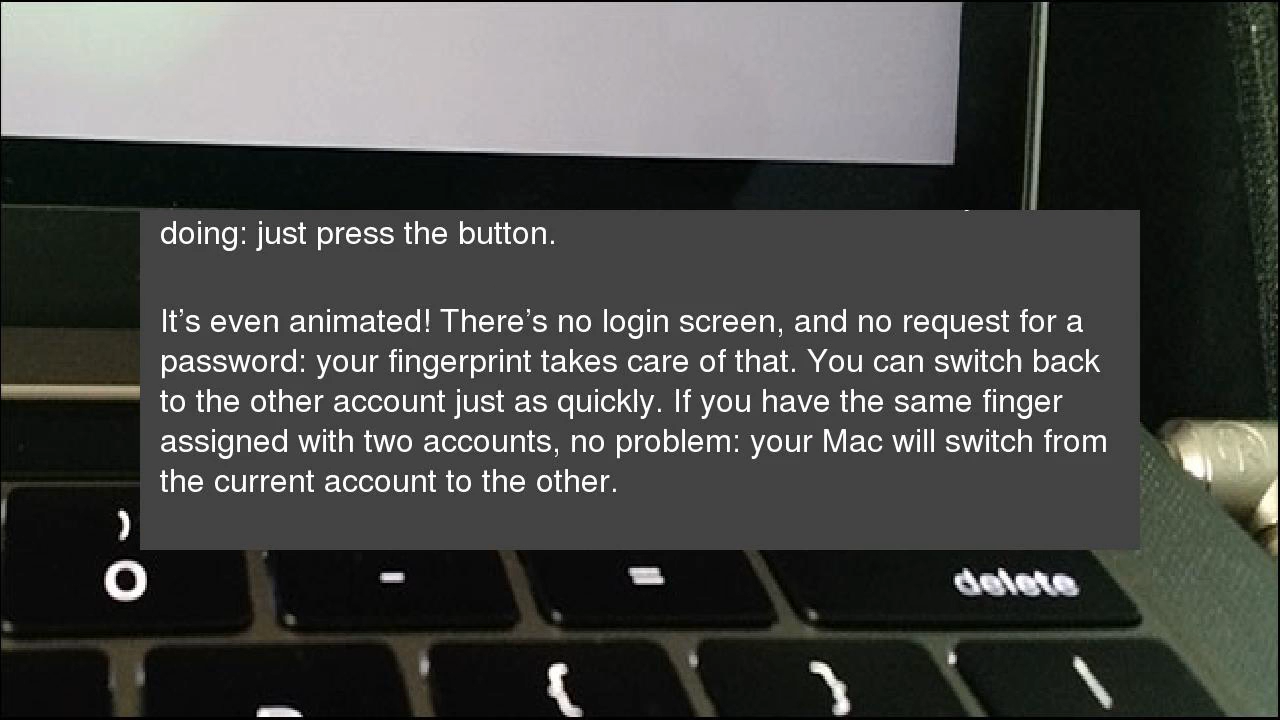 doing: just press the button.
It’s even animated! There’s no login screen, and no request for a
password: your fingerprint takes care of that. You can switch back
to the other account just as quickly. If you have the same finger
assigned with two accounts, no problem: your Mac will switch from
the current account to the other.
)
0 - = delete
{ } |